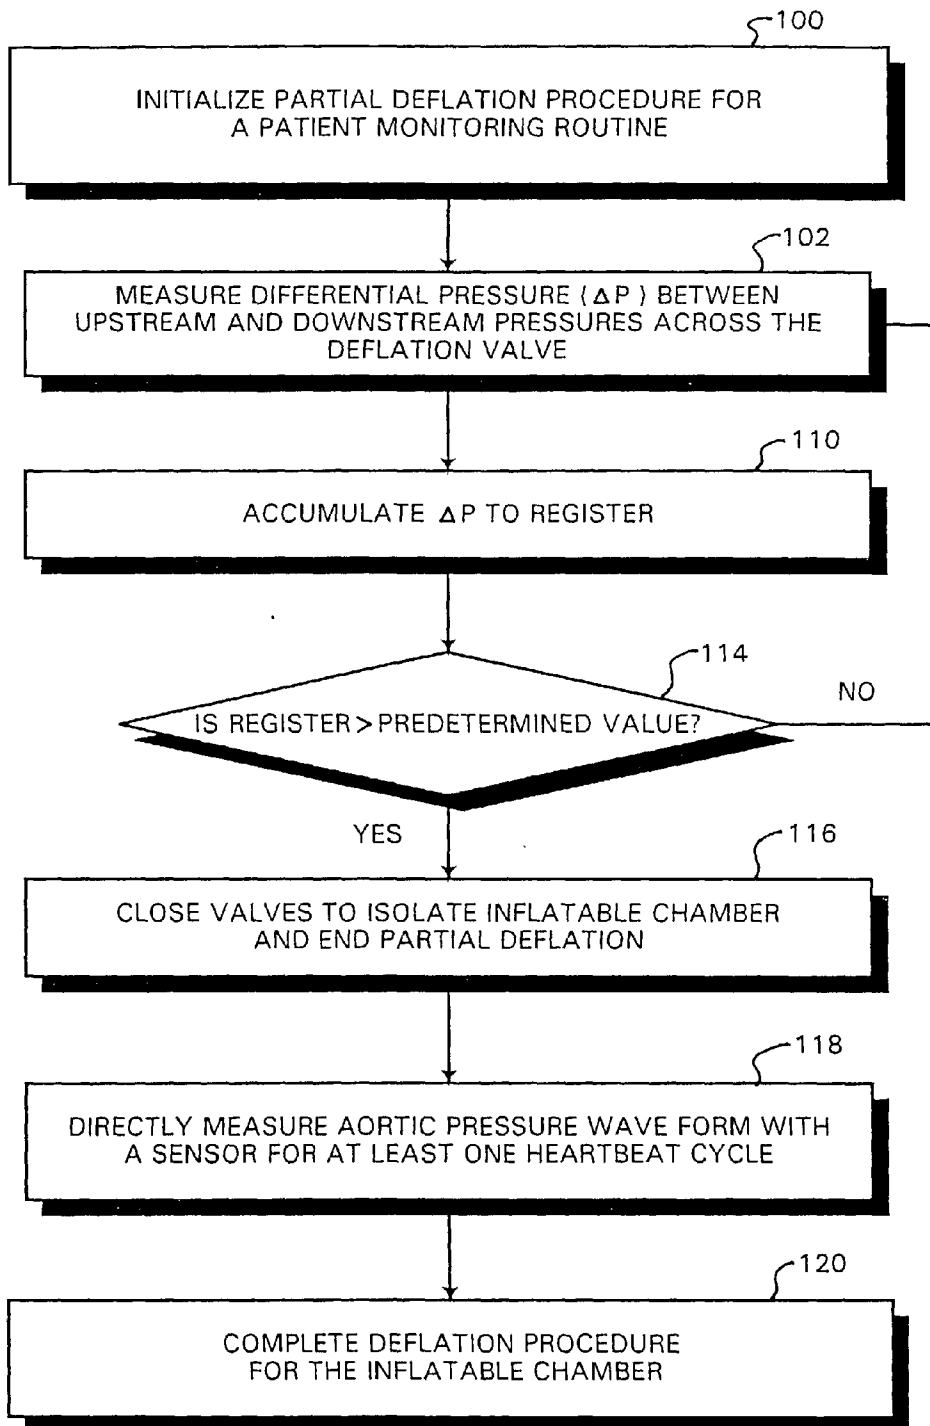 100
INITIALIZE PARTIAL DEFLATION PROCEDURE FOR
A PATIENT MONITORING ROUTINE
102
MEASURE DIFFERENTIAL PRESSURE (ΔP) BETWEEN
UPSTREAM AND DOWNSTREAM PRESSURES ACROSS THE
DEFLATION VALVE
110
ACCUMULATE ΔP TO REGISTER
114
NO
IS REGISTER > PREDETERMINED VALUE?
YES
116
CLOSE VALVES TO ISOLATE INFLATABLE CHAMBER
AND END PARTIAL DEFLATION
118
DIRECTLY MEASURE AORTIC PRESSURE WAVE FORM WITH
A SENSOR FOR AT LEAST ONE HEARTBEAT CYCLE
120
COMPLETE DEFLATION PROCEDURE
FOR THE INFLATABLE CHAMBER